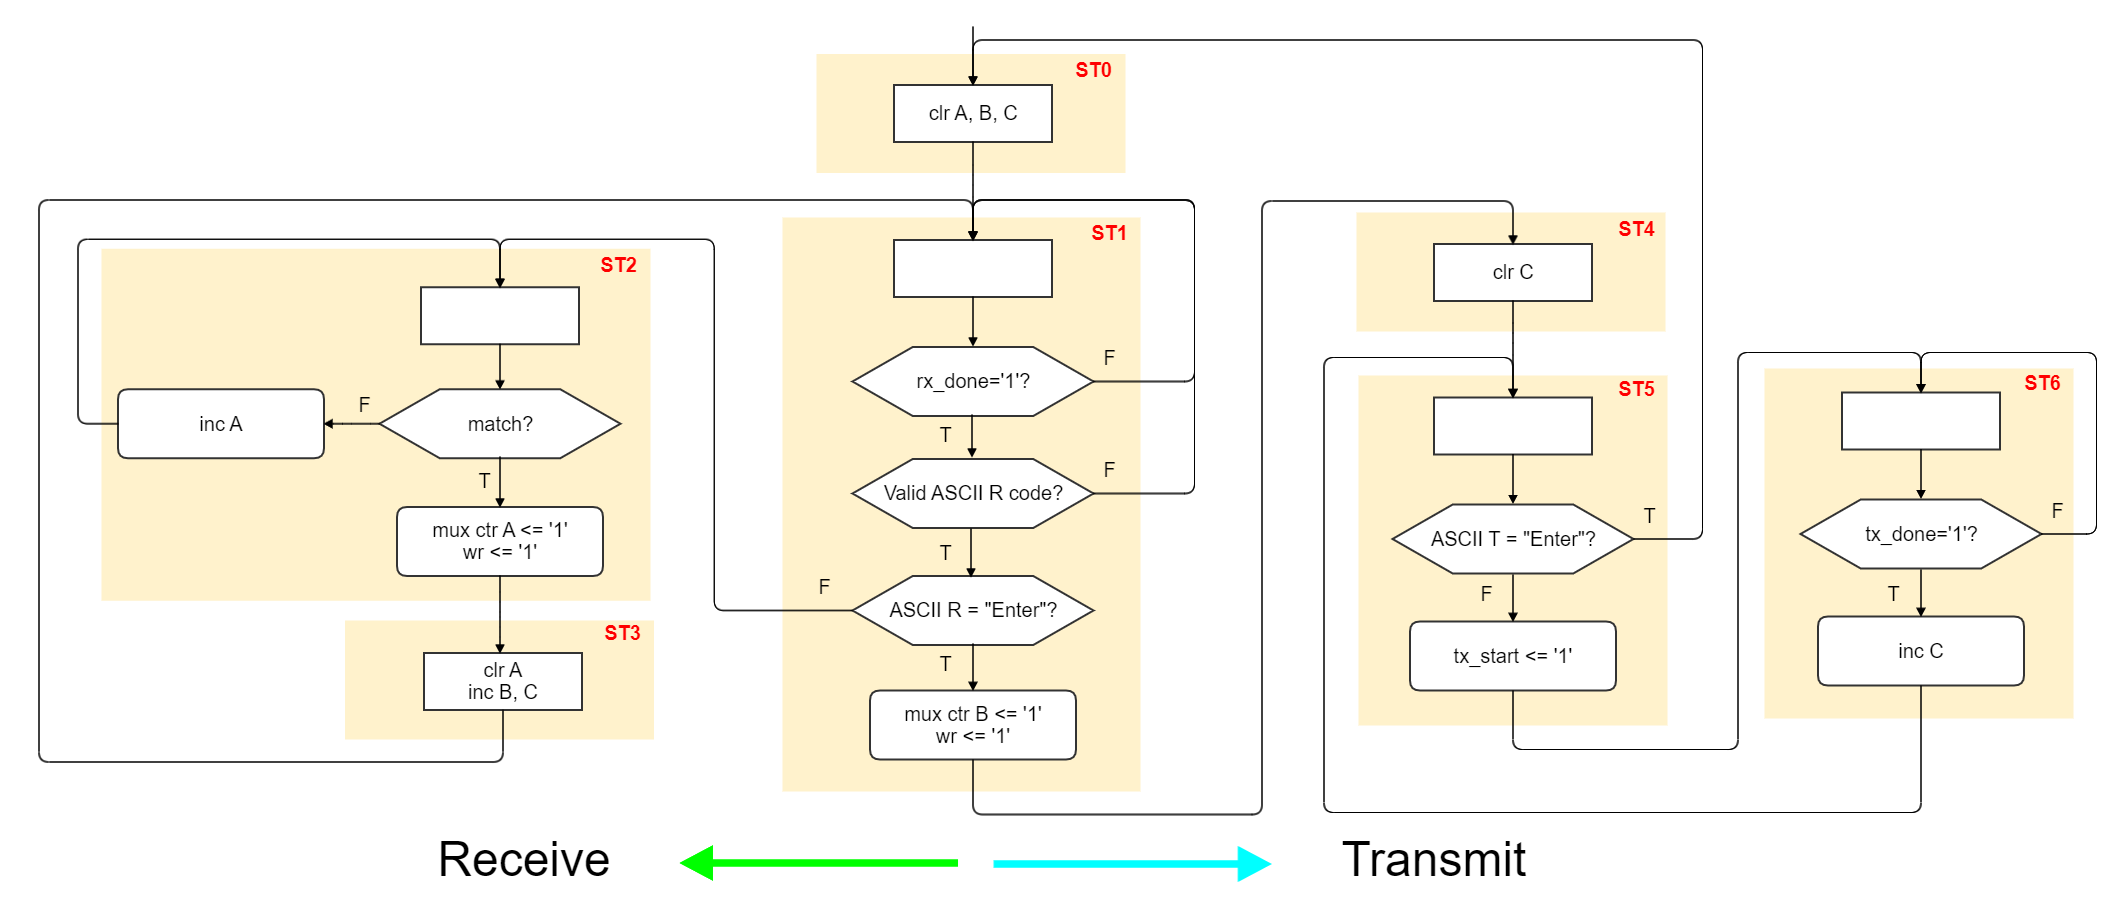 ST0
clr A, B, C
ST1
rx_done='1'?
F
T
Valid ASCII R code?
F
T
ASCII R = "Enter"?
F
T
mux ctr B <= '1'
wr <= '1'
ST2
match?
F
inc A
T
mux ctr A <= '1'
wr <= '1'
ST3
clr A
inc B, C
ST4
clr C
ST5
ASCII T = "Enter"?
T
F
tx_start <= '1'
ST6
tx_done='1'?
F
T
inc C
Receive
Transmit